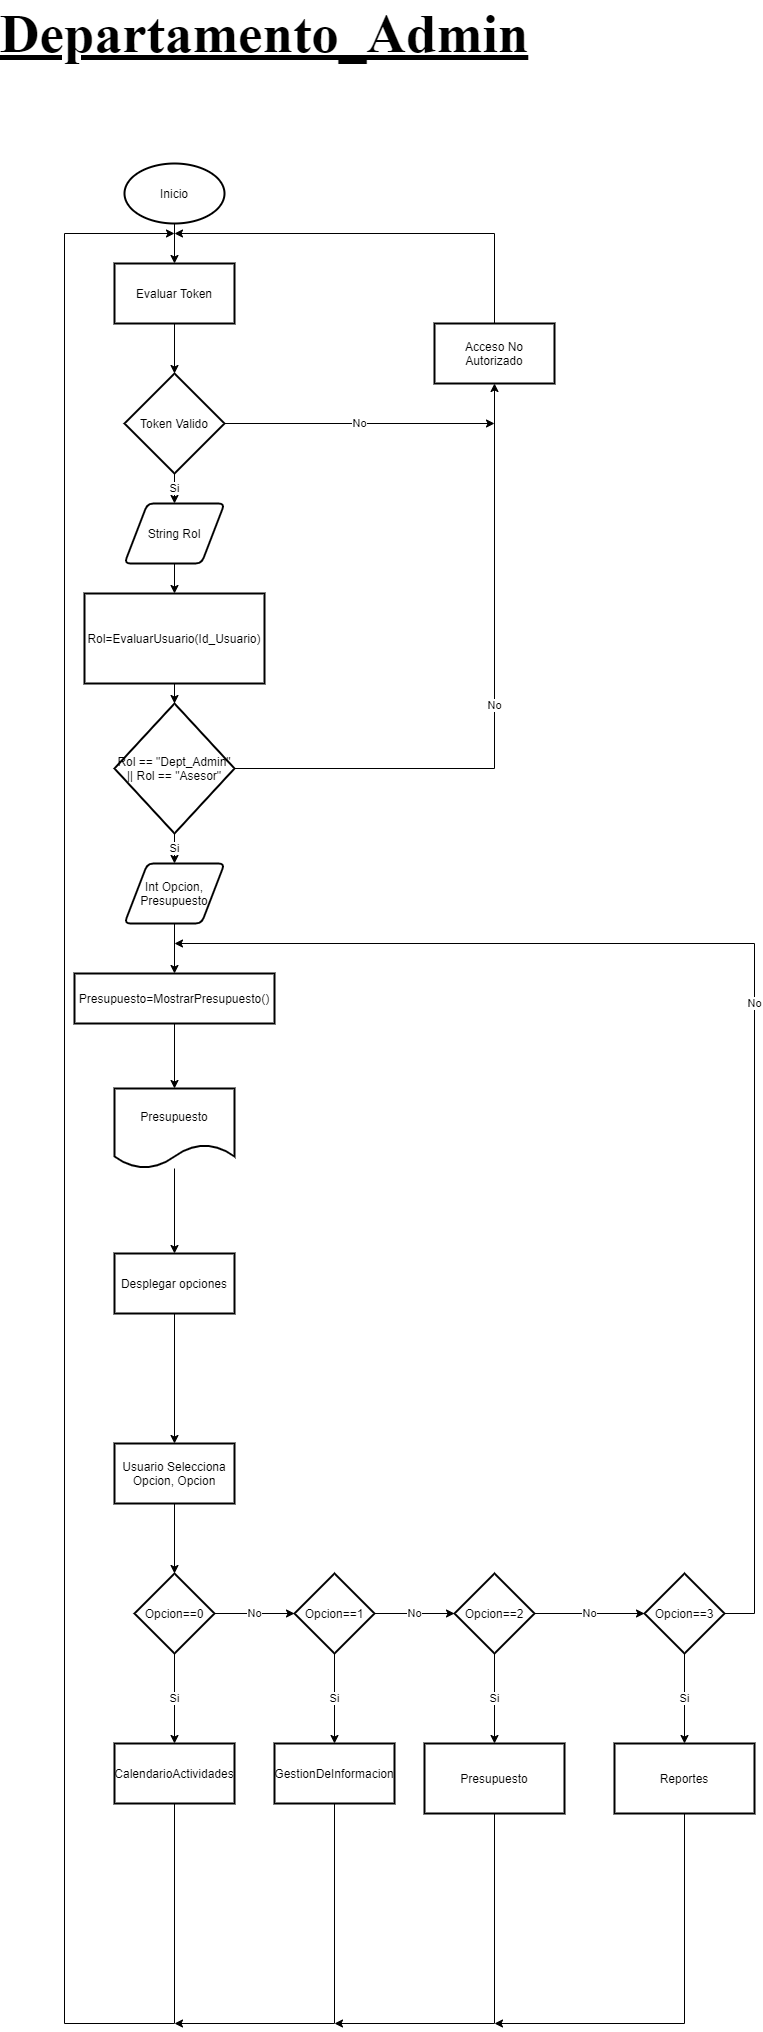 Departamento_Admin
Inicio
Evaluar Token
Acceso No
Autorizado
Token Valido
No
Si
String Rol
Rol=EvaluarUsuario(Id_Usuario)
No
Rol == "Dept_Admin"
|| Rol == "Asesor"
Si
Int Opcion,
Presupuesto
Presupuesto=MostrarPresupuesto()
No
Presupuesto
Desplegar opciones
Usuario Selecciona
Opcion, Opcion
Opcion==0
No
Opcion==1
No
Opcion==2
No
Opcion==3
Si
Si
Si
Si
CalendarioActividades
GestionDeInformacion
Presupuesto
Reportes